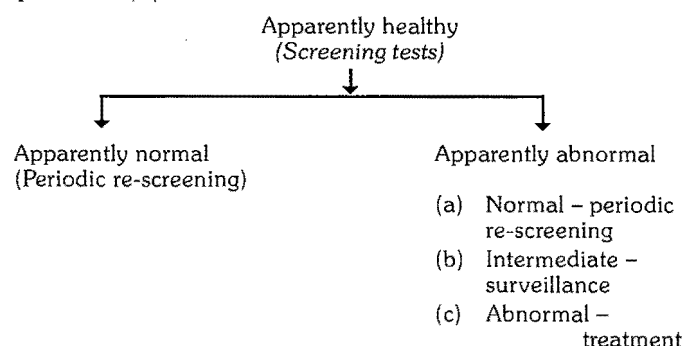 Apparently healthy
(Screening tests)
Apparently normal
(Periodic re-screening)
Apparently abnormal
(a) Normal – periodic
re-screening
(b) Intermediate –
surveillance
(c) Abnormal –
treatment